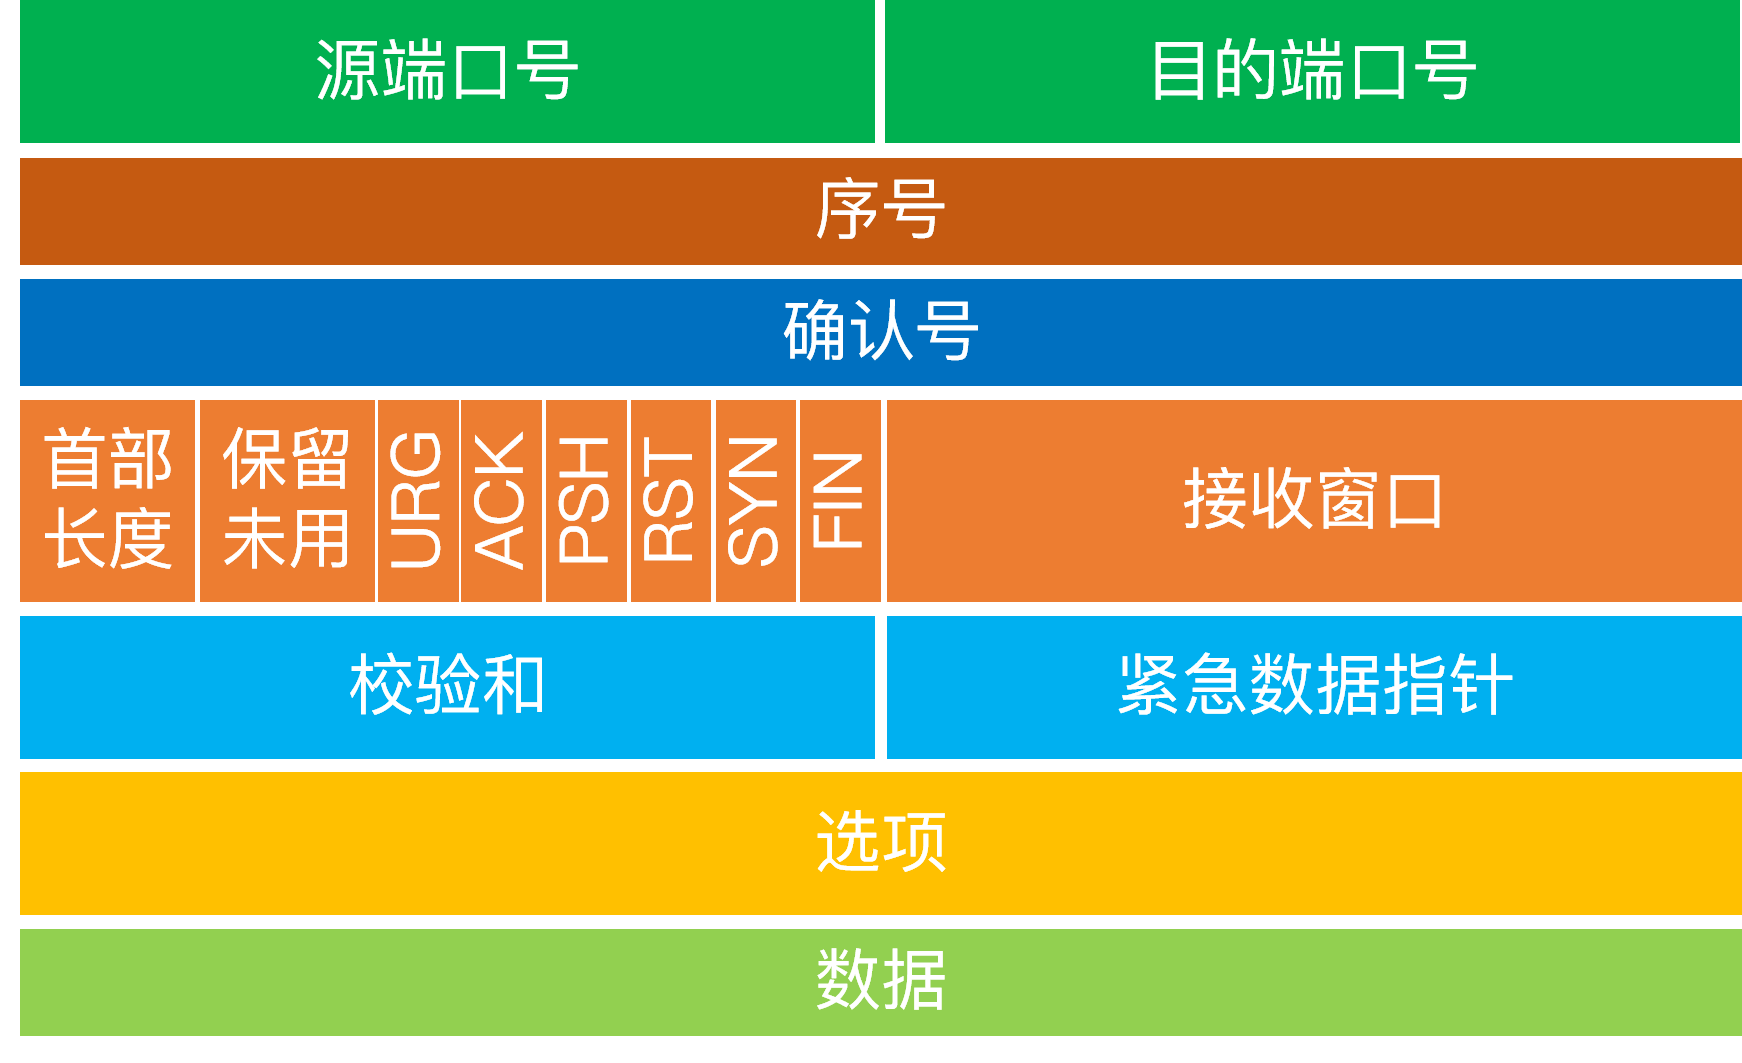 源端口号
目的端口号
序号
确认号
首部
长度
保留
未用
URG
ACK
PSH
RST
SYN
FIN
接收窗口
校验和
紧急数据指针
选项
数据